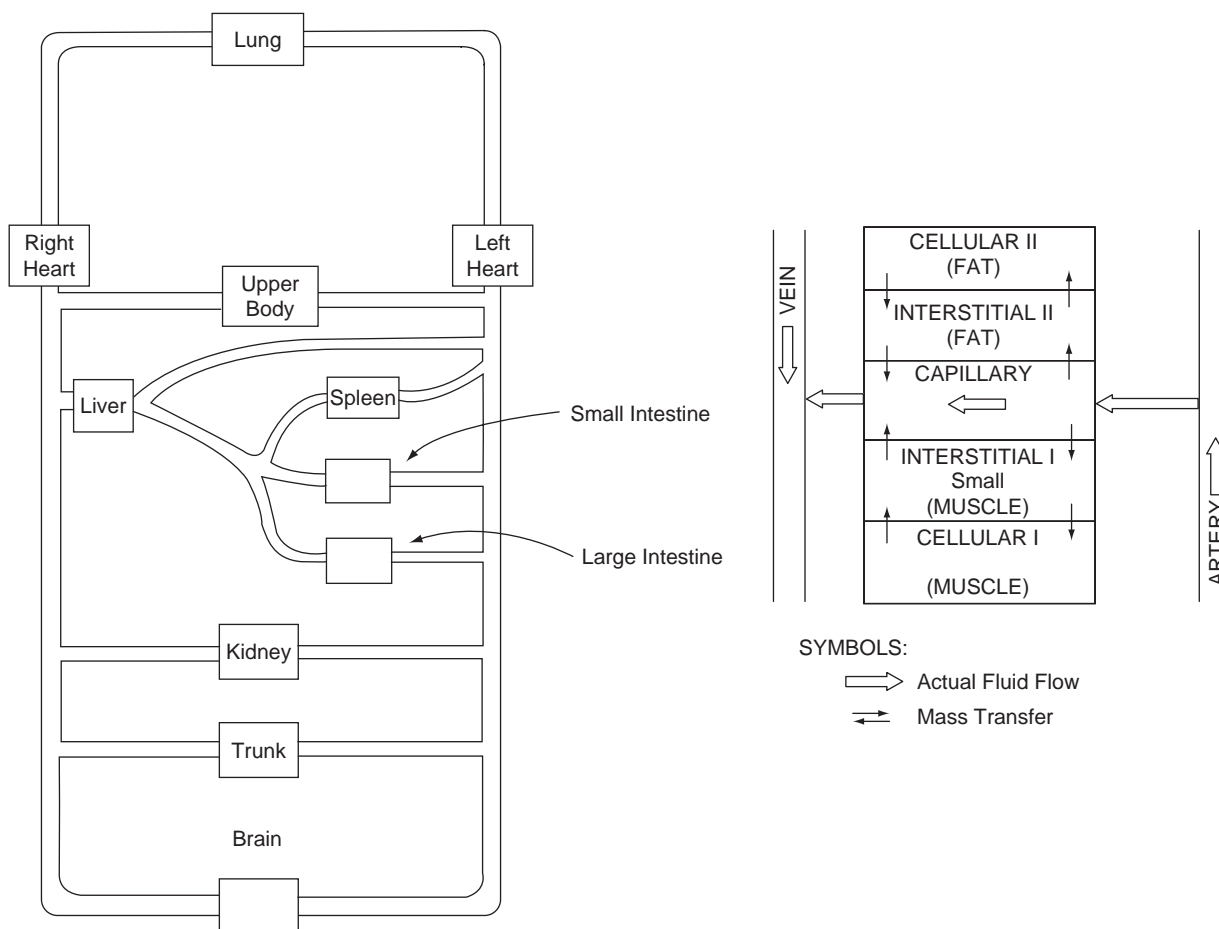 Lung
Right
Heart
Left
Heart
Upper
Body
Liver
Spleen
Small Intestine
Large Intestine
Kidney
Trunk
Brain
VEIN
CELLULAR II
(FAT)
INTERSTITIAL II
(FAT)
CAPILLARY
INTERSTITIAL I
Small
(MUSCLE)
CELLULAR I
(MUSCLE)
ARTERY
SYMBOLS:
Actual Fluid Flow
Mass Transfer